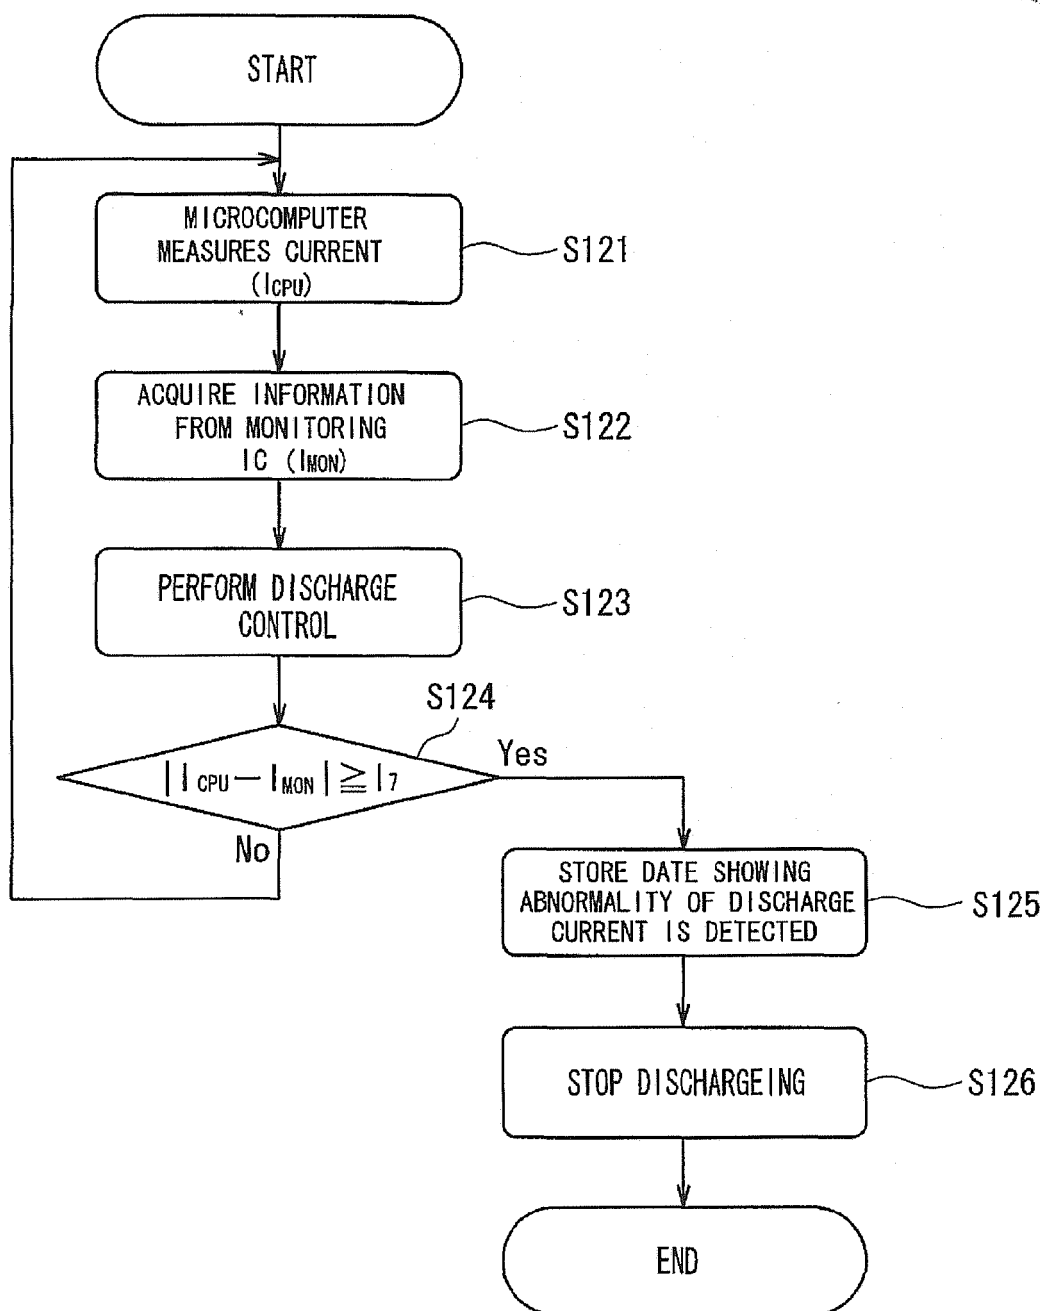 START
MICROCOMPUTER
MEASURES CURRENT
(ICPU)
S121
ACQUIRE INFORMATION
FROM MONITORING
IC (IMON)
S122
PERFORM DISCHARGE
CONTROL
S123
S124
|ICPU－IMON|≧I7
Yes
No
STORE DATE SHOWING
ABNORMALITY OF DISCHARGE
CURRENT IS DETECTED
S125
STOP DISCHARGEING
S126
END